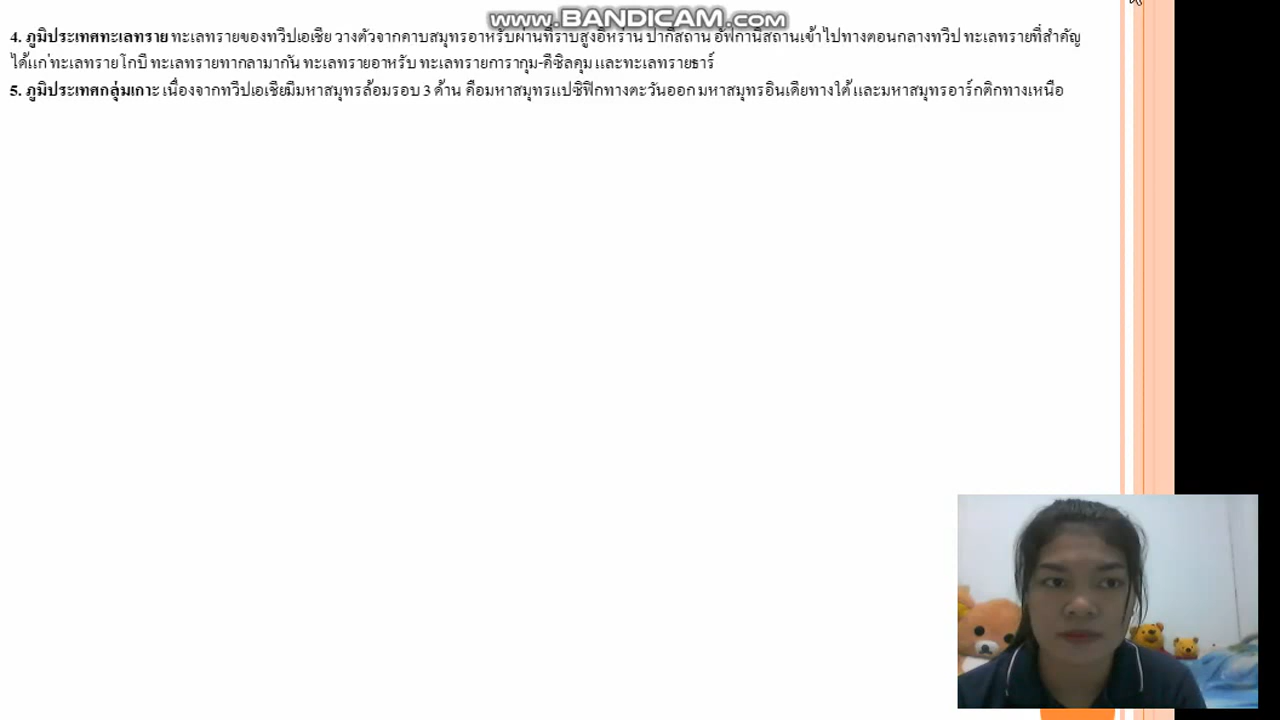 www.BANDICAM.com
4. ภูมิประเทศทะเลทราย ทะเลทรายของทวีปเอเชีย วางตัวจากคาบสมุทรอาหรับผ่านที่ราบสูงอิหร่าน ปากีสถาน อัฟกานิสถานเข้าไปทางตอนกลางทวีป ทะเลทรายที่สำคัญ
ได้แก่ ทะเลทรายโกบี ทะเลทรายทากลามากัน ทะเลทรายอาหรับ ทะเลทรายการากุม-คีซิลคุม และทะเลทรายธาร์
5. ภูมิประเทศกลุ่มเกาะ เนื่องจากทวีปเอเชียมีมหาสมุทรล้อมรอบ 3 ด้าน คือมหาสมุทรแปซิฟิกทางตะวันออก มหาสมุทรอินเดียทางใต้ และมหาสมุทรอาร์กติกทางเหนือ